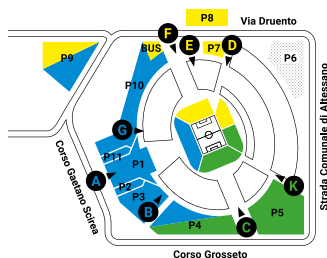 P8
Via Druento
F
BUS
E
P7
D
P6
P9
P10
Strada Comunale di Altessano
G
P11
P1
A
P2
P3
B
K
P5
C
P4
Corso Gaetano Scirea
Corso Grosseto